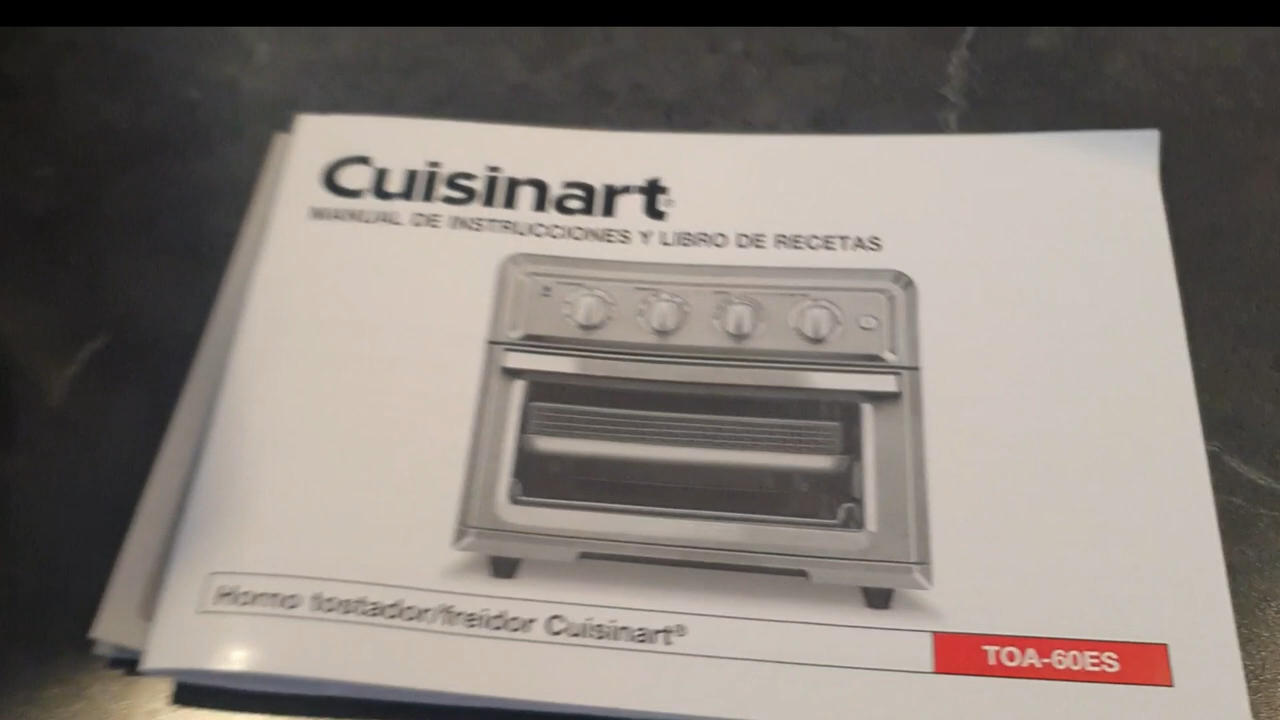 Cuisinart®
MANUAL DE INSTRUCCIONES Y LIBRO DE RECETAS
Horno tostador/freidor Cuisinart®
TOA-60ES